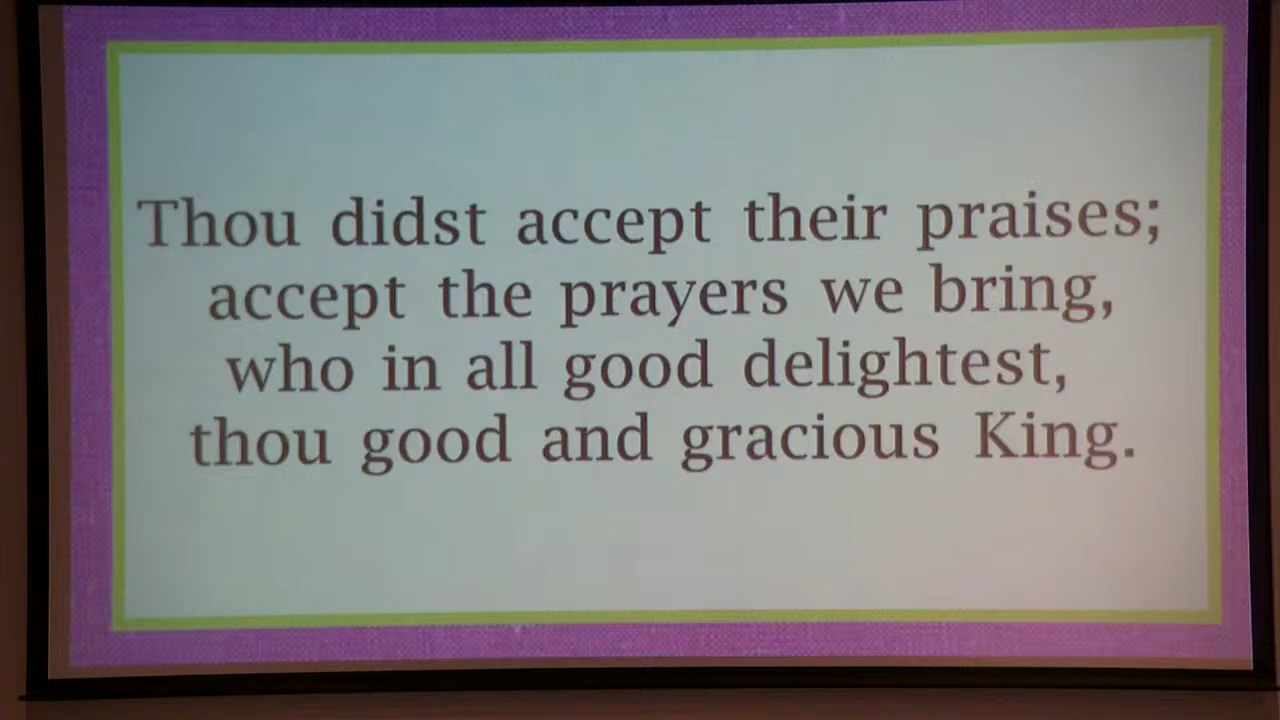 Thou didst accept their praises;
accept the prayers we bring,
who in all good delightest,
thou good and gracious King.